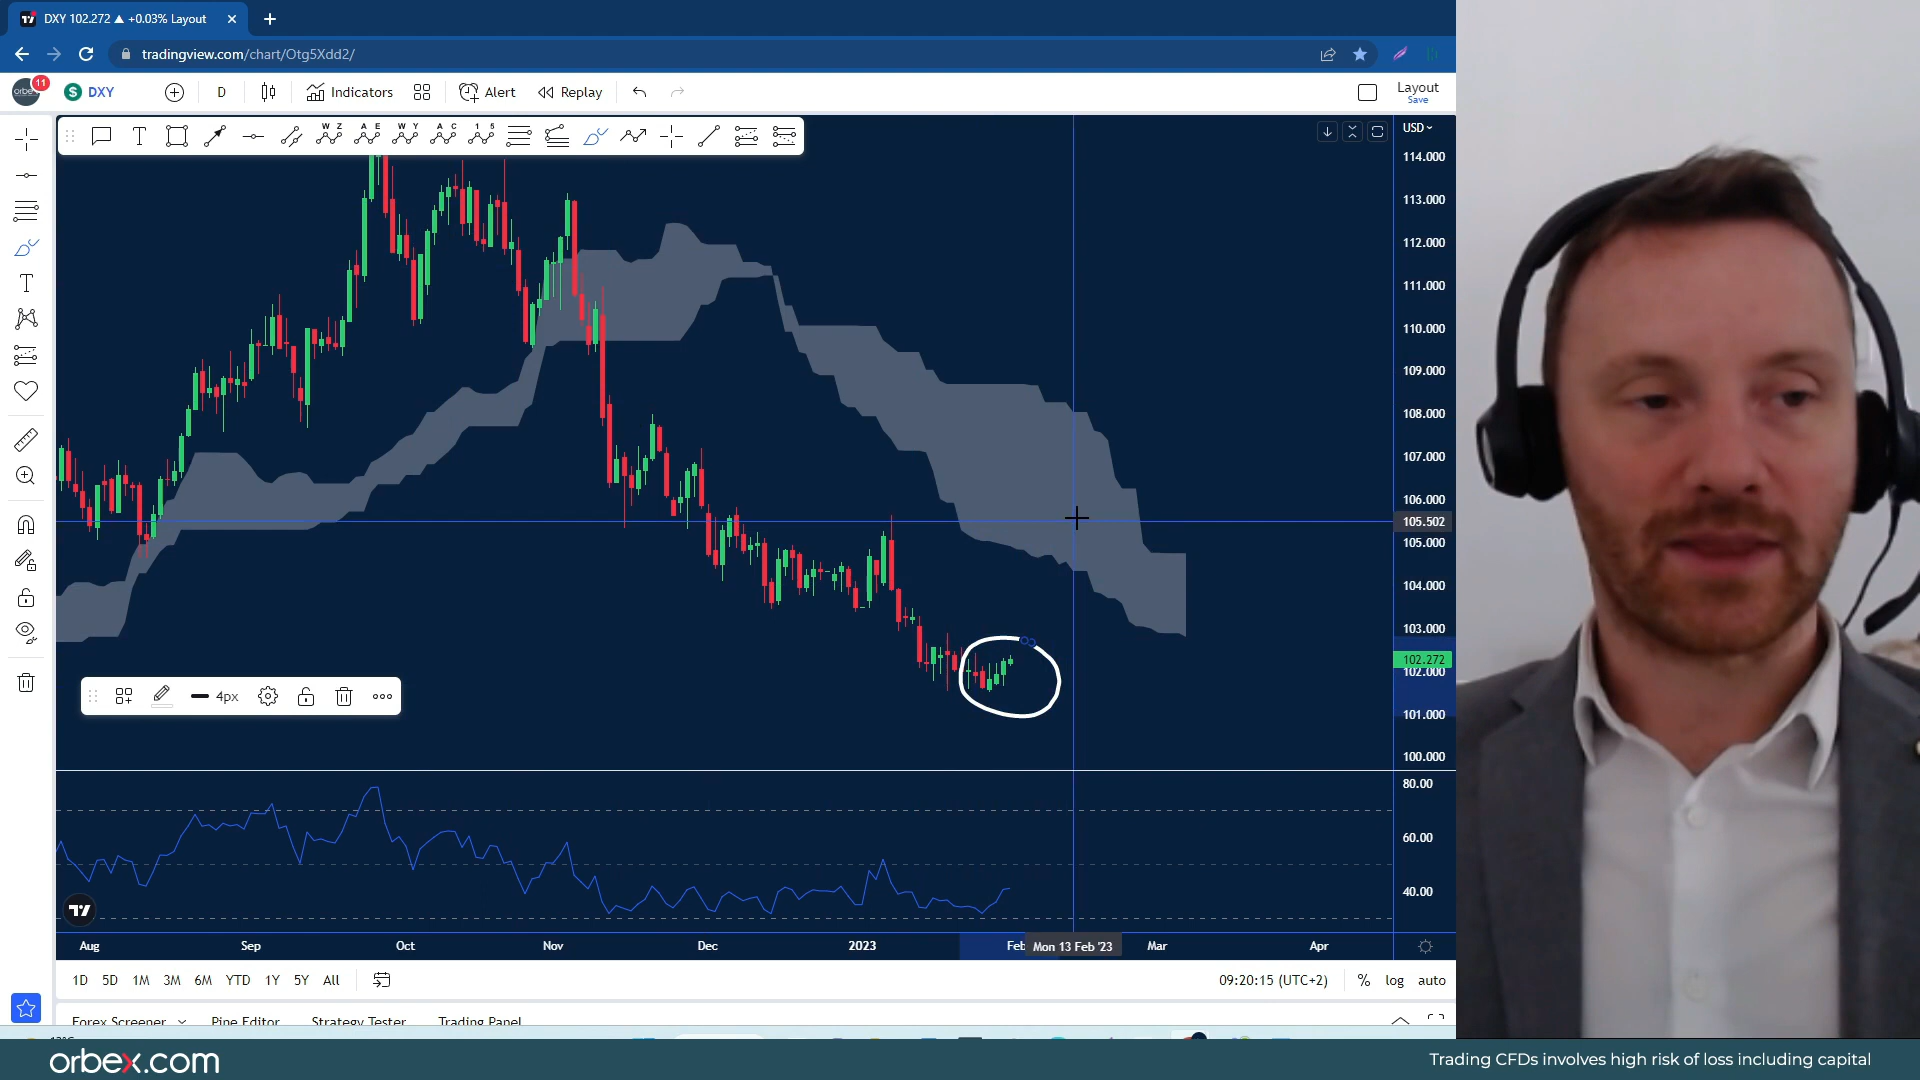 DXY 102.272 ▲ +0.03% Layout
tradingview.com/chart/Otg5Xdd2/
orbex 11 DXY D Indicators Alert Replay Layout
Save
W Z A E W Y A C 1 5
USD
114.000
113.000
112.000
111.000
110.000
109.000
108.000
107.000
106.000
105.502
105.000
104.000
103.000
102.272
102.000
101.000
100.000
4px
80.00
60.00
40.00
Aug Sep Oct Nov Dec 2023 Feb Mon 13 Feb '23 Mar Apr
1D 5D 1M 3M 6M YTD 1Y 5Y All 09:20:15 (UTC+2) % log auto
Forex Screener Pine Editor Strategy Tester Trading Panel
orbex.com
Trading CFDs involves high risk of loss including capital